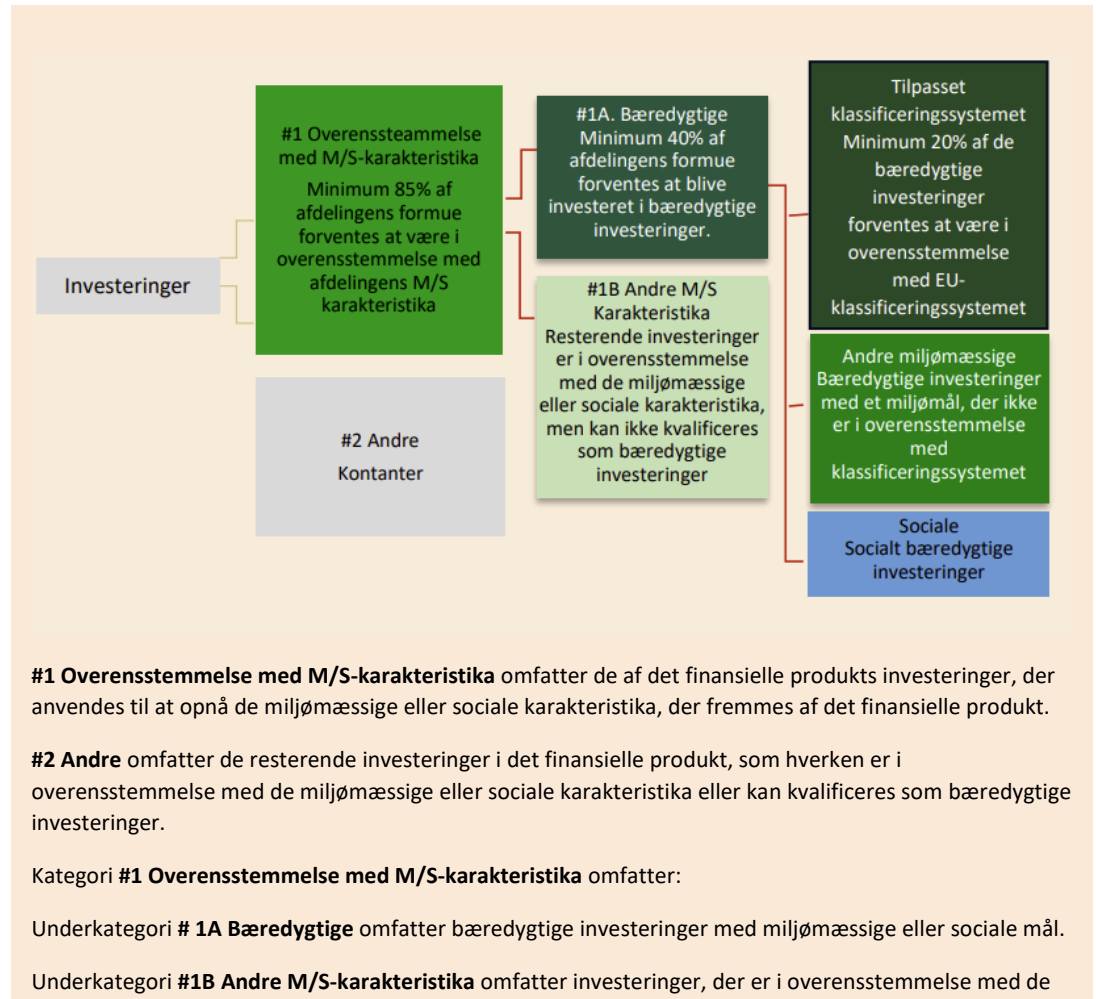 Investeringer
#1 Overenssteammelse
med M/S-karakteristika
Minimum 85% af
afdelingens formue
forventes at være i
overensstemmelse med
afdelingens M/S
karakteristika
#2 Andre
Kontanter
#1A. Bæredygtige
Minimum 40% af
afdelingens formue
forventes at blive
investeret i bæredygtige
investeringer.
#1B Andre M/S
Karakteristika
Resterende investeringer
er i overensstemmelse
med de miljømæssige
eller sociale karakteristika,
men kan ikke kvalificeres
som bæredygtige
investeringer
Tilpasset
klassificeringssystemet
Minimum 20% af de
bæredygtige
investeringer
forventes at være i
overensstemmelse
med EU-
klassificeringssystemet
Andre miljømæssige
Bæredygtige investeringer
med et miljømål, der ikke
er i overensstemmelse
med
klassificeringssystemet
Sociale
Socialt bæredygtige
investeringer
#1 Overensstemmelse med M/S-karakteristika omfatter de af det finansielle produkts investeringer, der
anvendes til at opnå de miljømæssige eller sociale karakteristika, der fremmes af det finansielle produkt.
#2 Andre omfatter de resterende investeringer i det finansielle produkt, som hverken er i
overensstemmelse med de miljømæssige eller sociale karakteristika eller kan kvalificeres som bæredygtige
investeringer.
Kategori #1 Overensstemmelse med M/S-karakteristika omfatter:
Underkategori # 1A Bæredygtige omfatter bæredygtige investeringer med miljømæssige eller sociale mål.
Underkategori #1B Andre M/S-karakteristika omfatter investeringer, der er i overensstemmelse med de